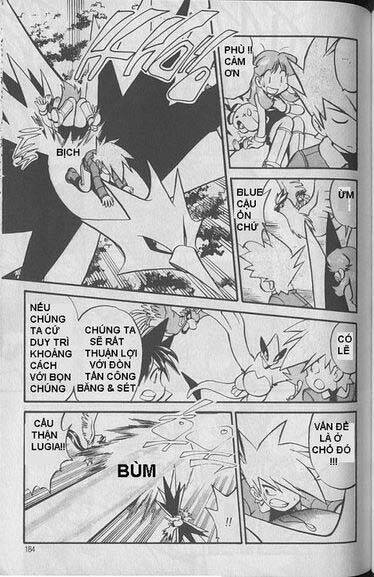 PHÙ !!
CẢM
ƠN
BỊCH
BLUE
CẬU
ỔN
CHỨ
ỪM
NẾU
CHÚNG
TA CỨ
DUY TRÌ
KHOẢNG
CÁCH
VỚI BỌN
CHÚNG
CHÚNG TA
SẼ RẤT
THUẬN LỢI
VỚI ĐÒN
TẤN CÔNG
BĂNG & SÉT
CÓ
LẼ
CẨU
THẬN
LUGIA!!
BÙM
!!
VẤN ĐỀ
LÀ Ở
CHỖ ĐÓ !!!
184